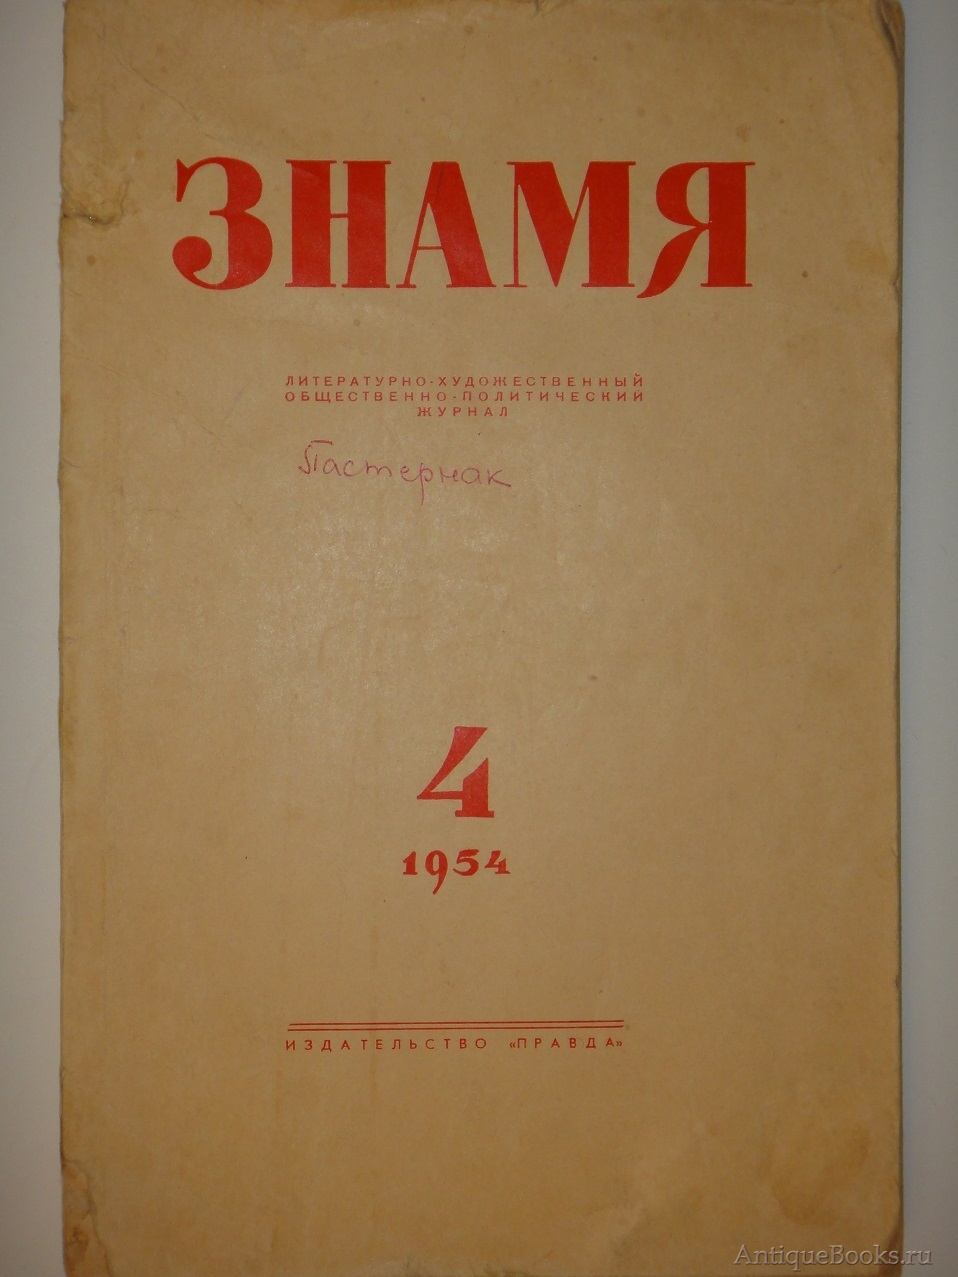 ЗНАМЯ
ЛИТЕРАТУРНО-ХУДОЖЕСТВЕННЫЙ
ОБЩЕСТВЕННО-ПОЛИТИЧЕСКИЙ
ЖУРНАЛ
Пастернак
4
1954
ИЗДАТЕЛЬСТВО «ПРАВДА»
AntiqueBooks.ru